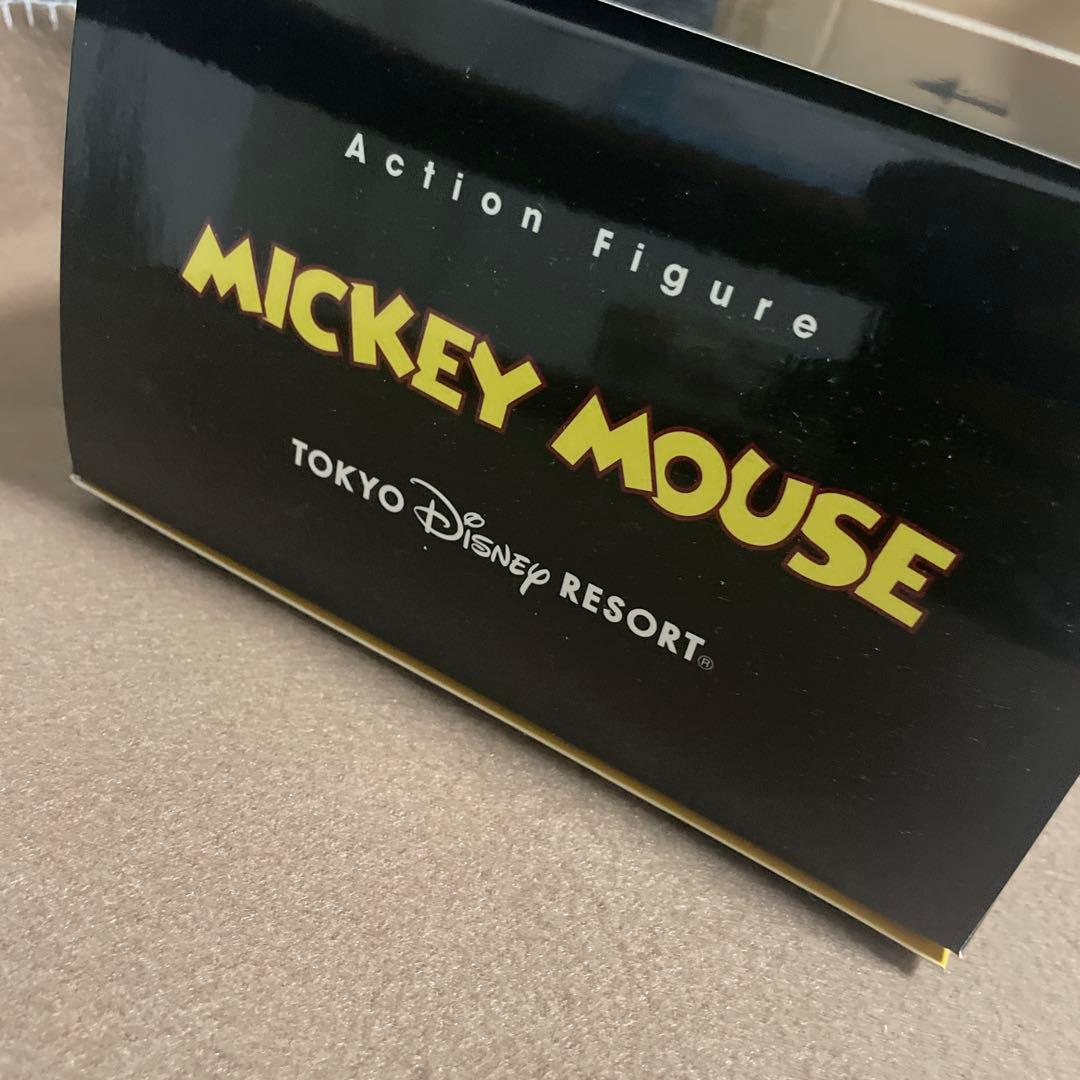 Action Figure
MICKEY MOUSE
TOKYO DISNEY RESORT®